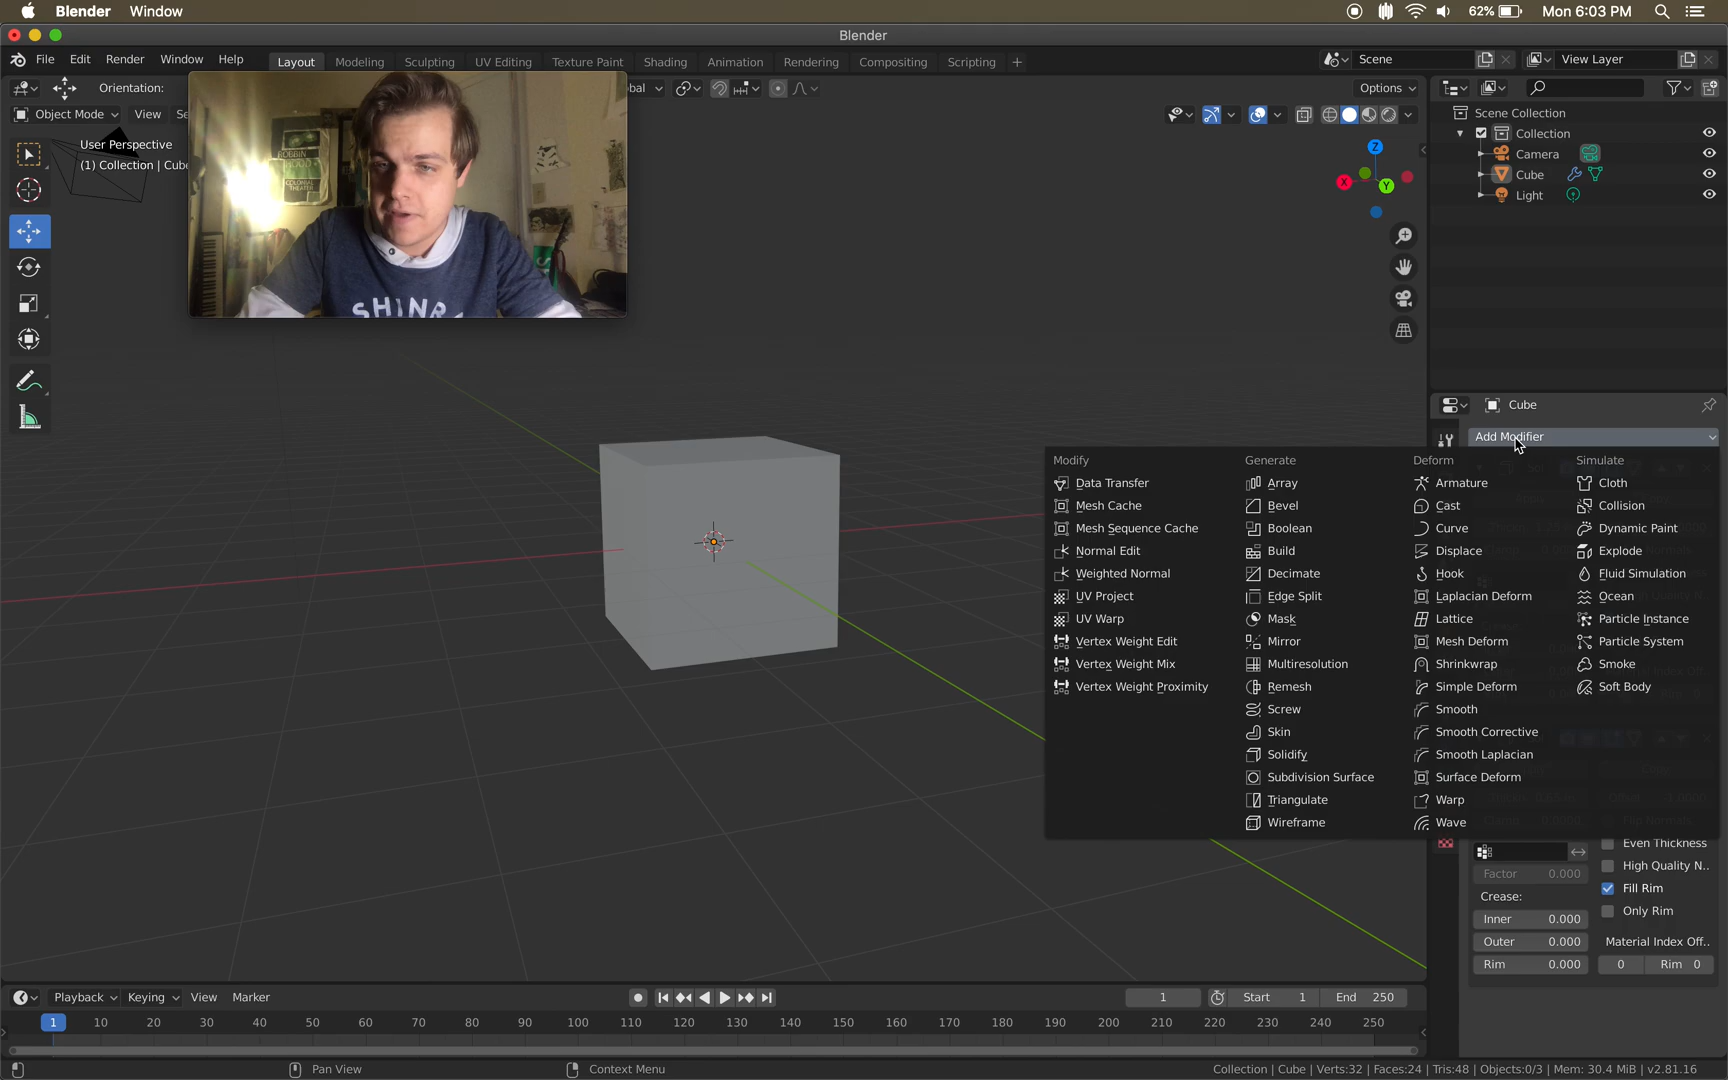 Blender Window 62% Mon 6:03 PM
Blender
File Edit Render Window Help Layout Modeling Sculpting UV Editing Texture Paint Shading Animation Rendering Compositing Scripting + Scene View Layer
Orientation: bal Options
Object Mode View Se
User Perspective
(1) Collection | Cube
ROBBIN
HOOD
COLONIAL
THEATER
SHINR
Z
X
Y
Scene Collection
Collection
Camera
Cube
Light
Cube
Add Modifier
Modify
Data Transfer
Mesh Cache
Mesh Sequence Cache
Normal Edit
Weighted Normal
UV Project
UV Warp
Vertex Weight Edit
Vertex Weight Mix
Vertex Weight Proximity
Generate
Array
Bevel
Boolean
Build
Decimate
Edge Split
Mask
Mirror
Multiresolution
Remesh
Screw
Skin
Solidify
Subdivision Surface
Triangulate
Wireframe
Deform
Armature
Cast
Curve
Displace
Hook
Laplacian Deform
Lattice
Mesh Deform
Shrinkwrap
Simple Deform
Smooth
Smooth Corrective
Smooth Laplacian
Surface Deform
Warp
Wave
Simulate
Cloth
Collision
Dynamic Paint
Explode
Fluid Simulation
Ocean
Particle Instance
Particle System
Smoke
Soft Body
Even Thickness
Factor 0.000 High Quality N..
Crease: Fill Rim
Inner 0.000 Only Rim
Outer 0.000 Material Index Off..
Rim 0.000 0 Rim 0
Playback Keying View Marker 1 Start 1 End 250
1 10 20 30 40 50 60 70 80 90 100 110 120 130 140 150 160 170 180 190 200 210 220 230 240 250
Pan View Context Menu Collection | Cube | Verts:32 | Faces:24 | Tris:48 | Objects:0/3 | Mem: 30.4 MiB | v2.81.16